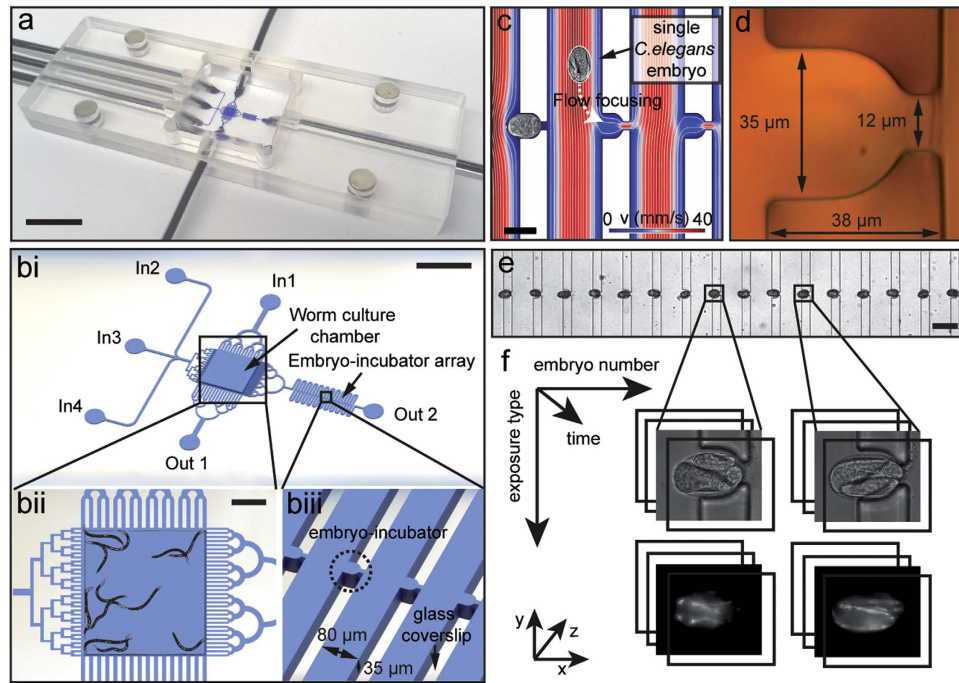 a
c
single
C.elegans
embryo
Flow focusing
0 v (mm/s) 40
d
35 µm
12 µm
38 µm
bi
In2
In1
In3
Worm culture
chamber
Embryo-incubator array
In4
Out 2
Out 1
e
f
embryo number
time
exposure type
y
z
x
bii
biii
embryo-incubator
glass
coverslip
80 µm
35 µm